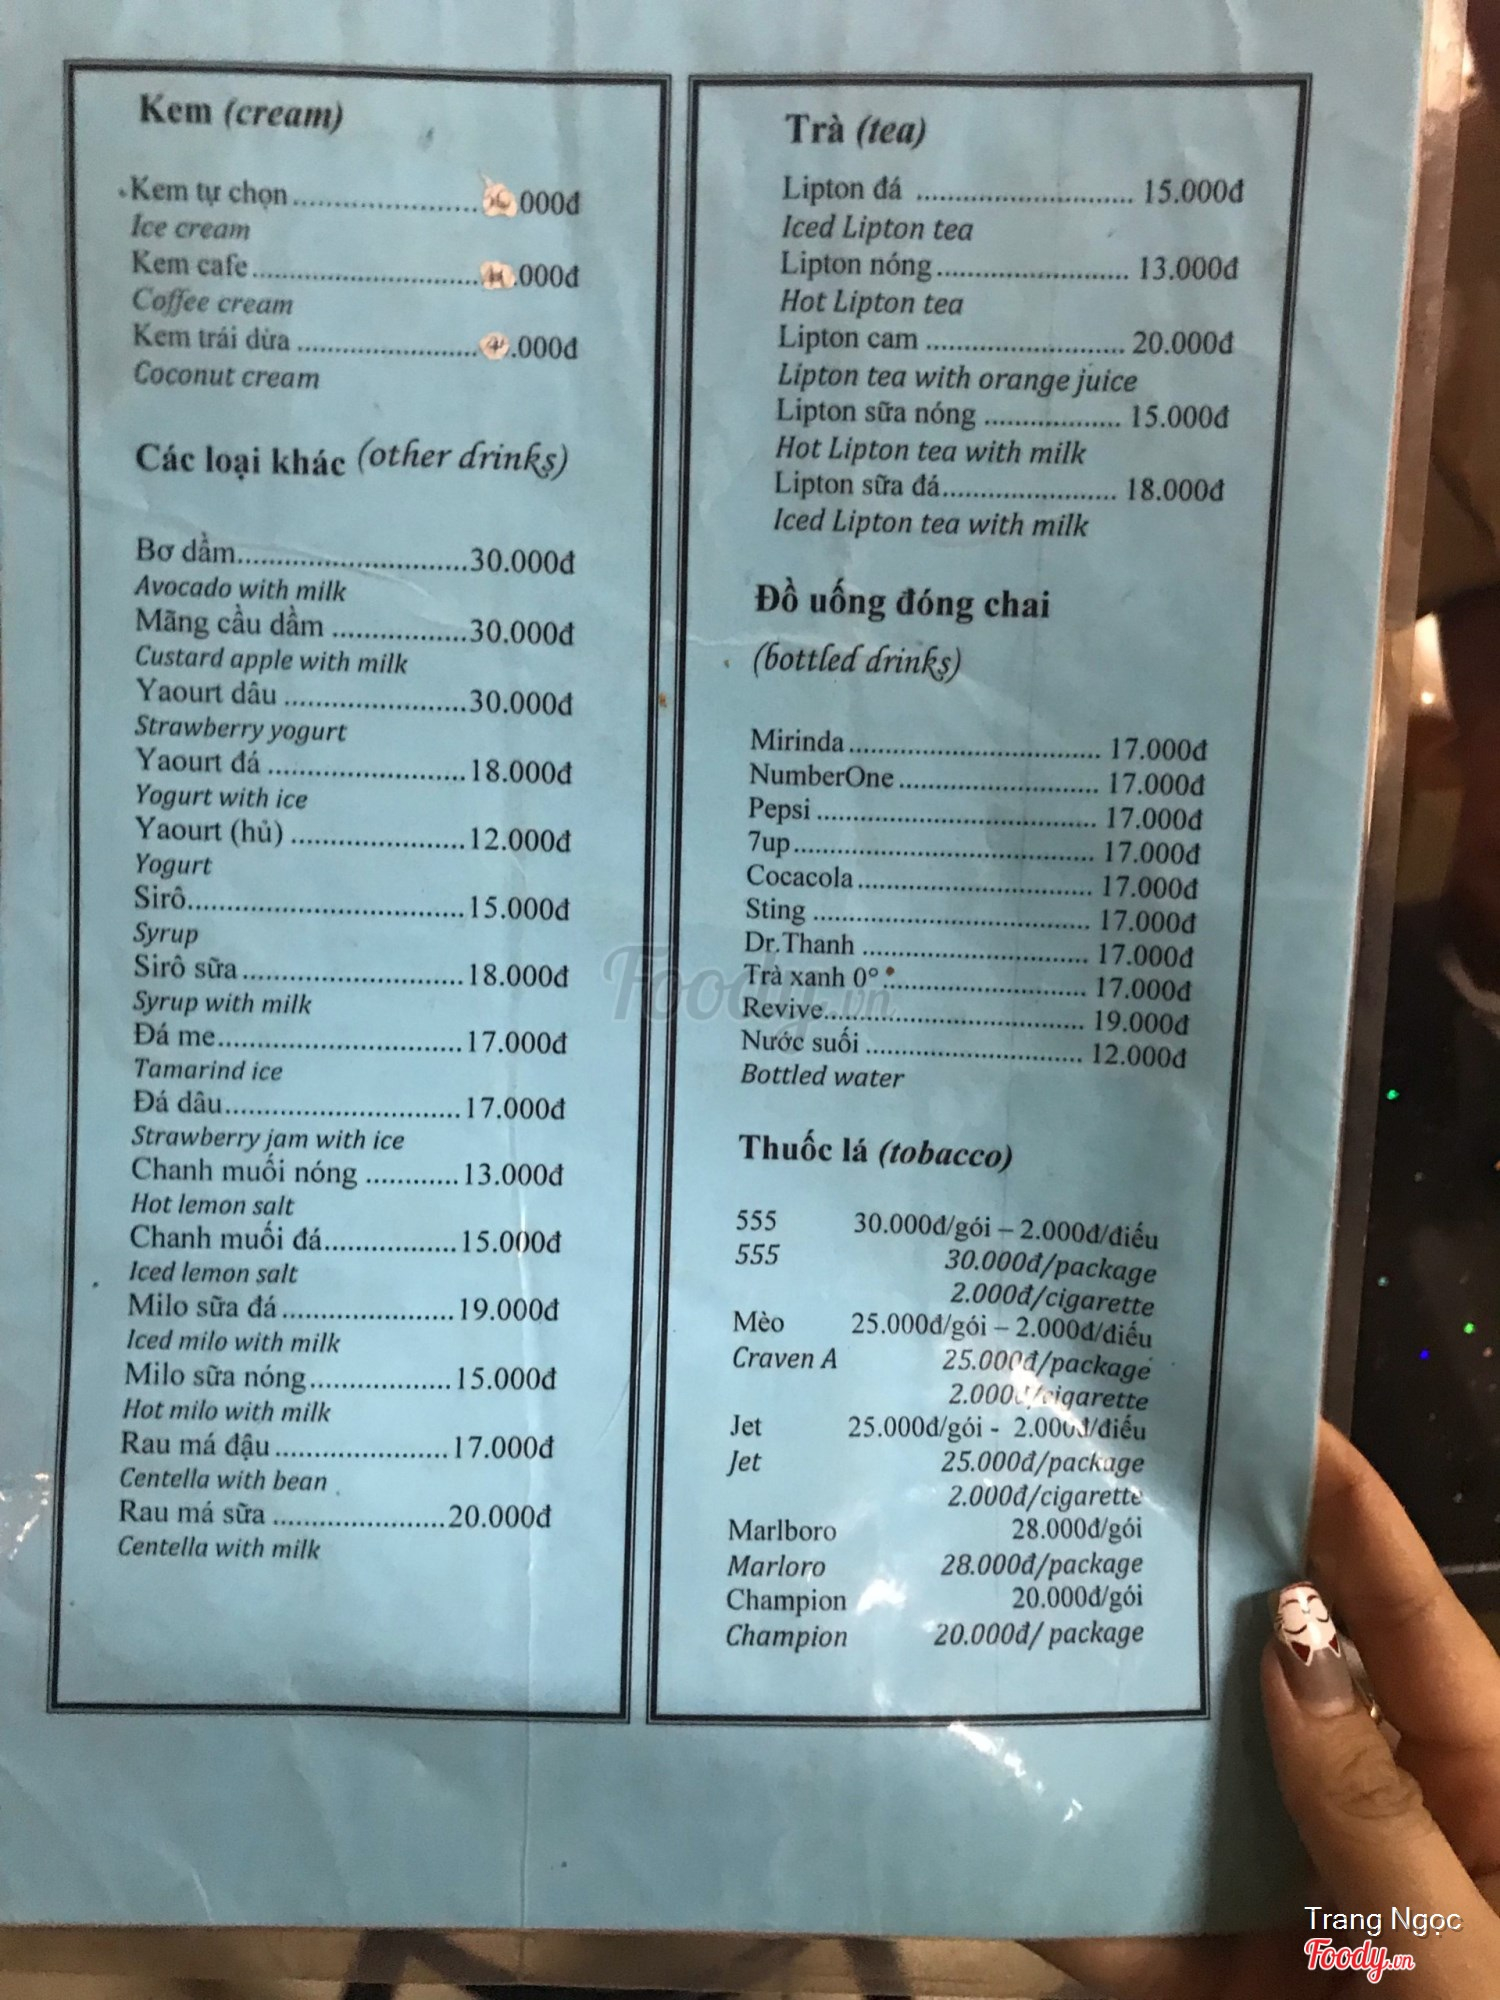 Kem (cream)
Kem tự chọn..........................000đ
Ice cream
Kem cafe.................................000đ
Coffee cream
Kem trái dừa...........................000đ
Coconut cream
Các loại khác (other drinks)
Bơ dầm.................................30.000đ
Avocado with milk
Mãng cầu dầm...................30.000đ
Custard apple with milk
Yaourt dâu..........................30.000đ
Strawberry yogurt
Yaourt đá............................18.000đ
Yogurt with ice
Yaourt (hủ).........................12.000đ
Yogurt
Sirô.......................................15.000đ
Syrup
Sirô sữa................................18.000đ
Syrup with milk
Đá me...................................17.000đ
Tamarind ice
Đá dâu..................................17.000đ
Strawberry jam with ice
Chanh muối nóng.............13.000đ
Hot lemon salt
Chanh muối đá...................15.000đ
Iced lemon salt
Milo sữa đá.........................19.000đ
Iced milo with milk
Milo sữa nóng....................15.000đ
Hot milo with milk
Rau má đậu.........................17.000đ
Centella with bean
Rau má sữa.........................20.000đ
Centella with milk
Trà (tea)
Lipton đá............................... 15.000đ
Iced Lipton tea
Lipton nóng............................ 13.000đ
Hot Lipton tea
Lipton cam............................. 20.000đ
Lipton tea with orange juice
Lipton sữa nóng.................... 15.000đ
Hot Lipton tea with milk
Lipton sữa đá......................... 18.000đ
Iced Lipton tea with milk
Đồ uống đóng chai
(bottled drinks)
Mirinda.................................... 17.000đ
NumberOne............................. 17.000đ
Pepsi........................................ 17.000đ
7up........................................... 17.000đ
Cocacola.................................. 17.000đ
Sting........................................ 17.000đ
Dr.Thanh................................. 17.000đ
Trà xanh 0°............................. 17.000đ
Revive...................................... 19.000đ
Nước suối................................ 12.000đ
Bottled water
Thuốc lá (tobacco)
555 30.000đ/gói – 2.000đ/điếu
555 30.000đ/package
2.000đ/cigarette
Mèo 25.000đ/gói – 2.000đ/điếu
Craven A 25.000đ/package
2.000đ/cigarette
Jet 25.000đ/gói - 2.000đ/điếu
Jet 25.000đ/package
2.000đ/cigarette
Marlboro 28.000đ/gói
Marloro 28.000đ/package
Champion 20.000đ/gói
Champion 20.000đ/ package
Foody.vn
Trang Ngọc
Foody.vn